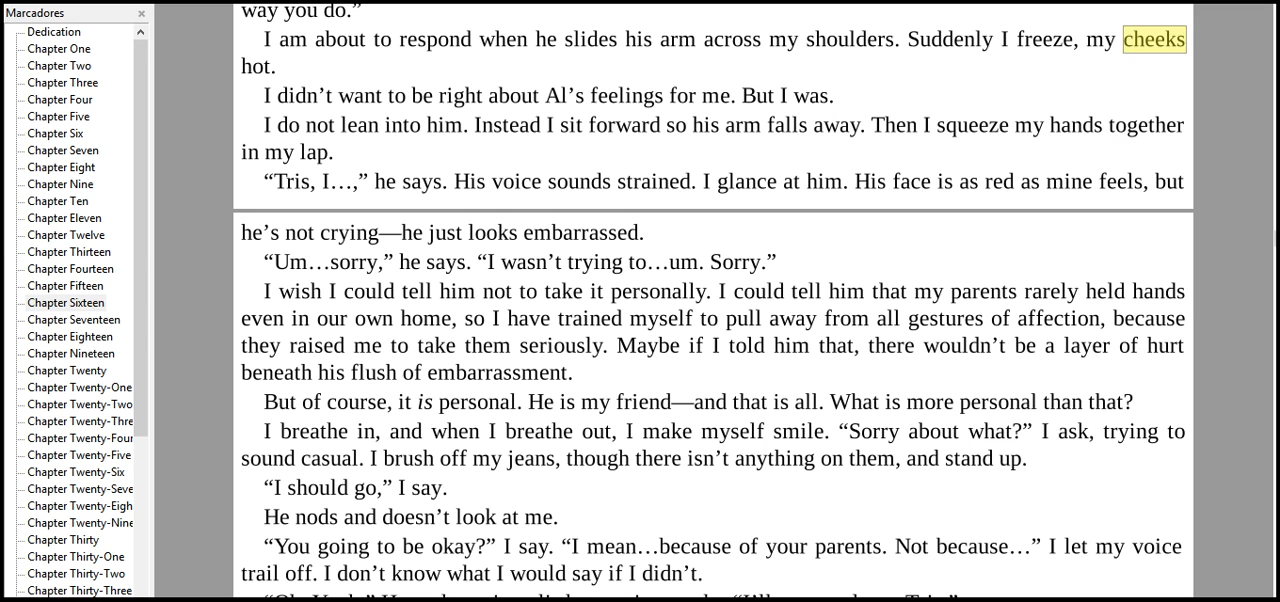 Marcadores
Dedication
Chapter One
Chapter Two
Chapter Three
Chapter Four
Chapter Five
Chapter Six
Chapter Seven
Chapter Eight
Chapter Nine
Chapter Ten
Chapter Eleven
Chapter Twelve
Chapter Thirteen
Chapter Fourteen
Chapter Fifteen
Chapter Sixteen
Chapter Seventeen
Chapter Eighteen
Chapter Nineteen
Chapter Twenty
Chapter Twenty-One
Chapter Twenty-Two
Chapter Twenty-Thre
Chapter Twenty-Four
Chapter Twenty-Five
Chapter Twenty-Six
Chapter Twenty-Seve
Chapter Twenty-Eigh
Chapter Twenty-Nine
Chapter Thirty
Chapter Thirty-One
Chapter Thirty-Two
Chapter Thirty-Three
way you do.”
I am about to respond when he slides his arm across my shoulders. Suddenly I freeze, my cheeks
hot.
I didn’t want to be right about Al’s feelings for me. But I was.
I do not lean into him. Instead I sit forward so his arm falls away. Then I squeeze my hands together
in my lap.
“Tris, I…,” he says. His voice sounds strained. I glance at him. His face is as red as mine feels, but
he’s not crying—he just looks embarrassed.
“Um…sorry,” he says. “I wasn’t trying to…um. Sorry.”
I wish I could tell him not to take it personally. I could tell him that my parents rarely held hands
even in our own home, so I have trained myself to pull away from all gestures of affection, because
they raised me to take them seriously. Maybe if I told him that, there wouldn’t be a layer of hurt
beneath his flush of embarrassment.
But of course, it is personal. He is my friend—and that is all. What is more personal than that?
I breathe in, and when I breathe out, I make myself smile. “Sorry about what?” I ask, trying to
sound casual. I brush off my jeans, though there isn’t anything on them, and stand up.
“I should go,” I say.
He nods and doesn’t look at me.
“You going to be okay?” I say. “I mean…because of your parents. Not because…” I let my voice
trail off. I don’t know what I would say if I didn’t.